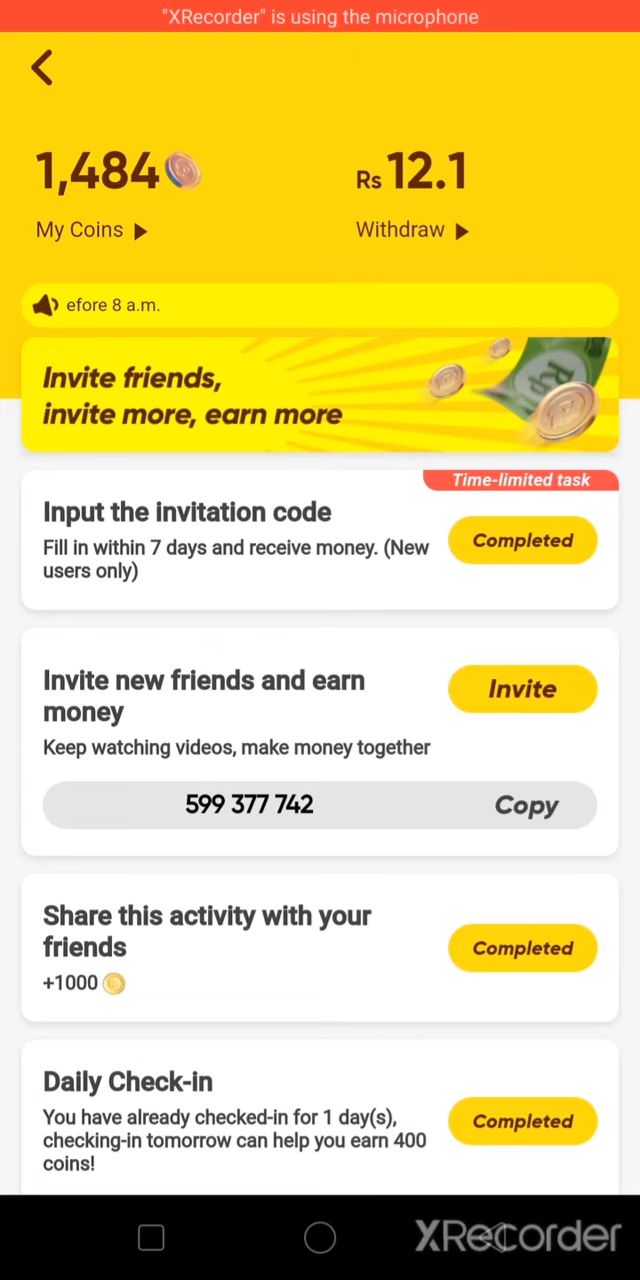 "XRecorder" is using the microphone
1,484
Rs 12.1
My Coins
Withdraw
efore 8 a.m.
Invite friends,
invite more, earn more
Time-limited task
Input the invitation code
Fill in within 7 days and receive money. (New
users only)
Completed
Invite new friends and earn
money
Invite
Keep watching videos, make money together
599 377 742
Copy
Share this activity with your
friends
+1000
Completed
Daily Check-in
You have already checked-in for 1 day(s),
checking-in tomorrow can help you earn 400
coins!
Completed
XRecorder